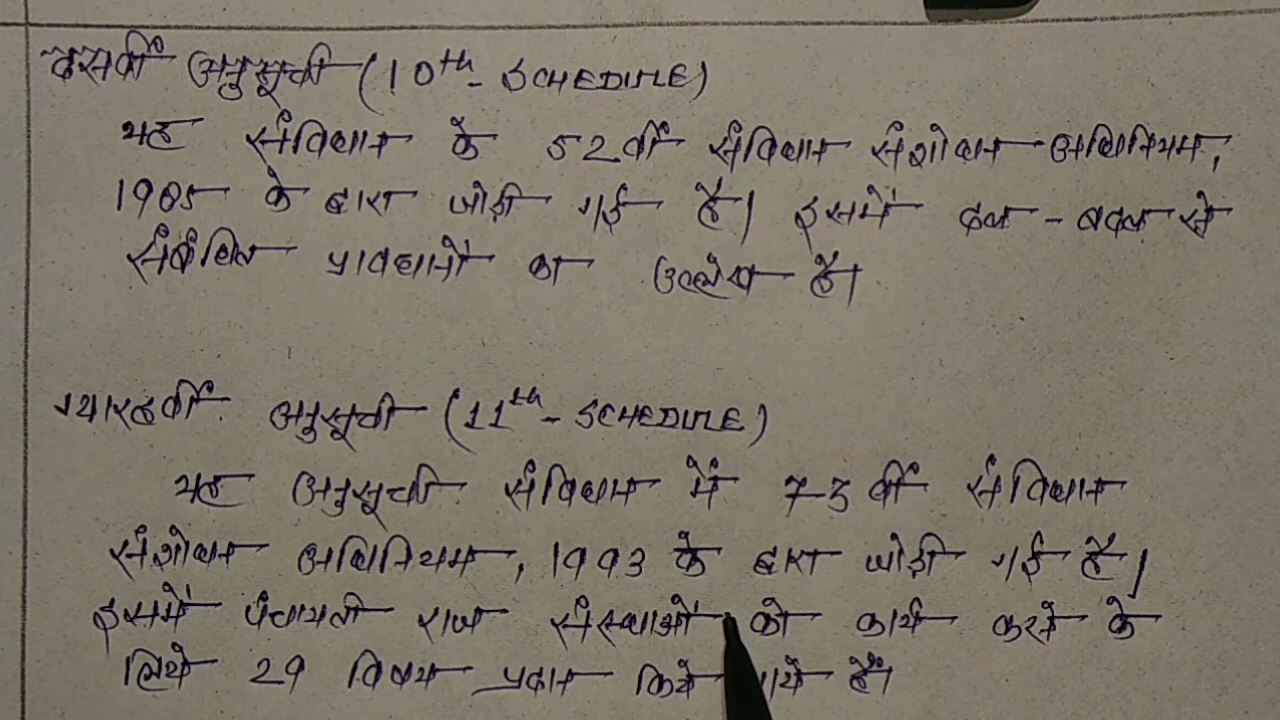 दसवीं अनुसूची (10th - SCHEDULE)
यह संविधान के 52वीं संविधान संशोधन अधिनियम,
1985 के द्वारा जोड़ी गई है। इसमें दल - बदल से
संबंधित प्रावधानों का उल्लेख है।
ग्यारहवीं अनुसूची (11th - SCHEDULE)
यह अनुसूची संविधान में 73वीं संविधान
संशोधन अधिनियम, 1993 के द्वारा जोड़ी गई है।
इसमें पंचायती राज संस्थाओं को कार्य करने के
लिये 29 विषय प्रदान किये गये हैं।